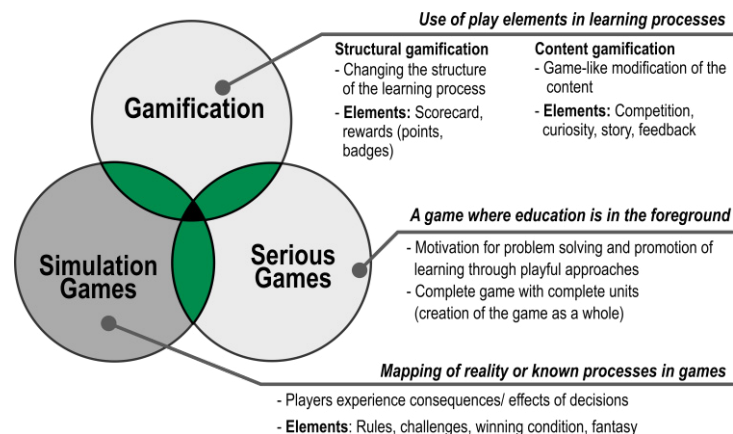 Use of play elements in learning processes
Structural gamification
- Changing the structure
of the learning process
- Elements: Scorecard,
rewards (points,
badges)
Content gamification
- Game-like modification of the
content
- Elements: Competition,
curiosity, story, feedback
Gamification
A game where education is in the foreground
- Motivation for problem solving and promotion of
learning through playful approaches
- Complete game with complete units
(creation of the game as a whole)
Simulation
Games
Serious
Games
Mapping of reality or known processes in games
- Players experience consequences/ effects of decisions
- Elements: Rules, challenges, winning condition, fantasy